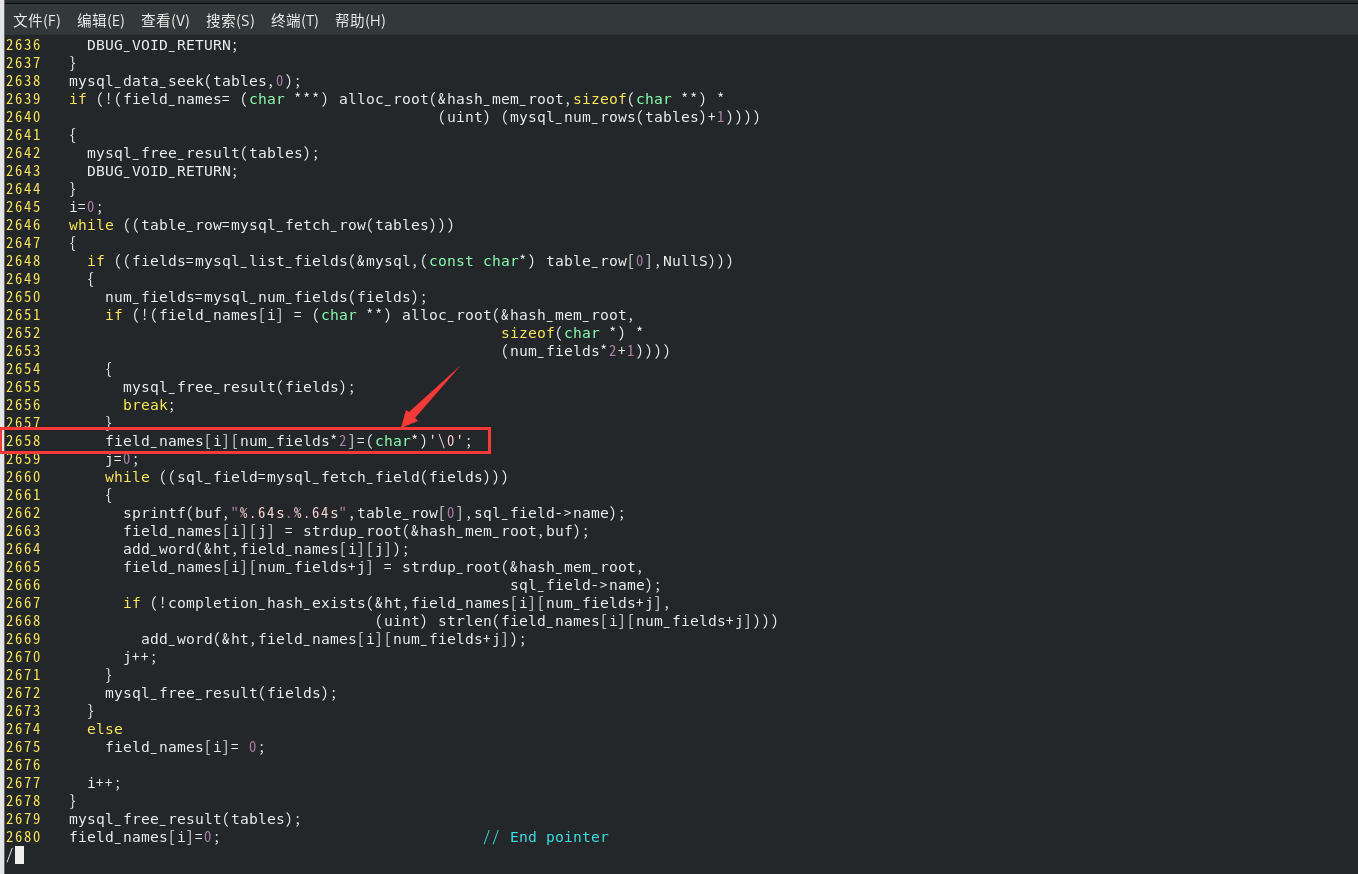 文件(F) 编辑(E) 查看(V) 搜索(S) 终端(T) 帮助(H)
2636     DBUG_VOID_RETURN;
2637   }
2638   mysql_data_seek(tables,0);
2639   if (!(field_names= (char ***) alloc_root(&hash_mem_root,sizeof(char **) *
2640                                            (uint) (mysql_num_rows(tables)+1))))
2641   {
2642     mysql_free_result(tables);
2643     DBUG_VOID_RETURN;
2644   }
2645   i=0;
2646   while ((table_row=mysql_fetch_row(tables)))
2647   {
2648     if ((fields=mysql_list_fields(&mysql,(const char*) table_row[0],NullS)))
2649     {
2650       num_fields=mysql_num_fields(fields);
2651       if (!(field_names[i] = (char **) alloc_root(&hash_mem_root,
2652                                                   sizeof(char *) *
2653                                                   (num_fields*2+1))))
2654       {
2655         mysql_free_result(fields);
2656         break;
2657       }
2658       field_names[i][num_fields*2]=(char*)'\0';
2659       j=0;
2660       while ((sql_field=mysql_fetch_field(fields)))
2661       {
2662         sprintf(buf,"%.64s.%.64s",table_row[0],sql_field->name);
2663         field_names[i][j] = strdup_root(&hash_mem_root,buf);
2664         add_word(&ht,field_names[i][j]);
2665         field_names[i][num_fields+j] = strdup_root(&hash_mem_root,
2666                                                    sql_field->name);
2667         if (!completion_hash_exists(&ht,field_names[i][num_fields+j],
2668                                     (uint) strlen(field_names[i][num_fields+j])))
2669           add_word(&ht,field_names[i][num_fields+j]);
2670         j++;
2671       }
2672       mysql_free_result(fields);
2673     }
2674     else
2675       field_names[i]= 0;
2676
2677     i++;
2678   }
2679   mysql_free_result(tables);
2680   field_names[i]=0;                             // End pointer
/